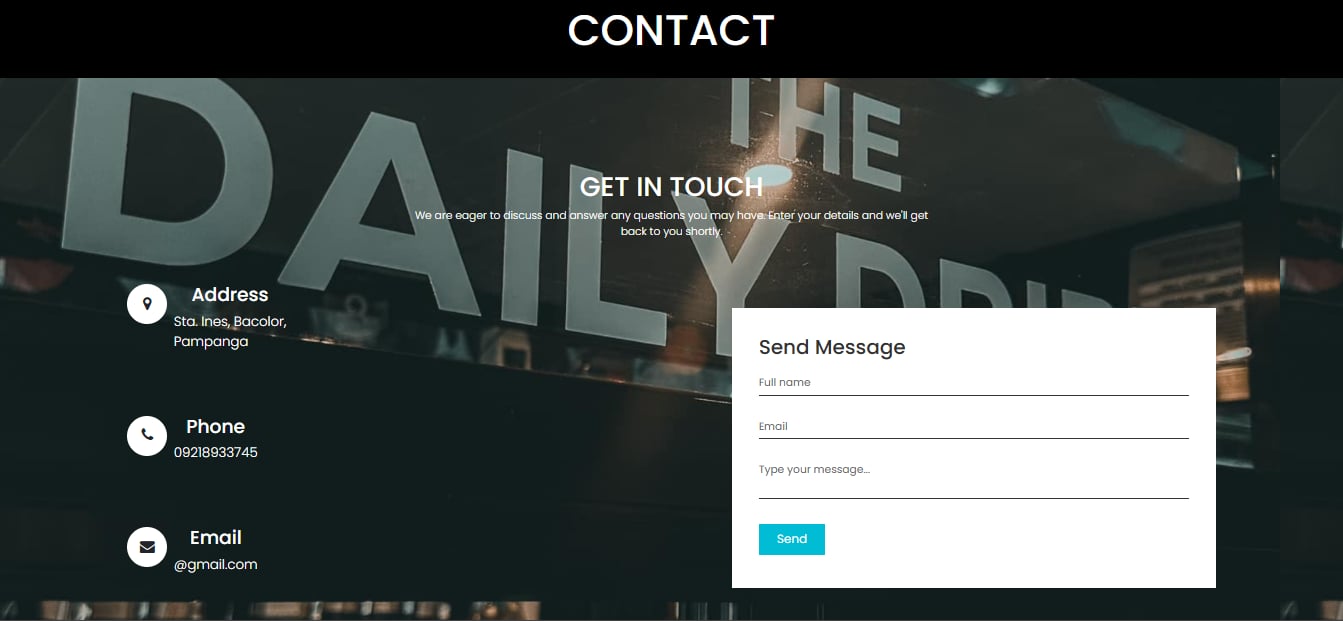 CONTACT
THE
DAILY
GET IN TOUCH
We are eager to discuss and answer any questions you may have. Enter your details and we'll get
back to you shortly.
Address
Sta. Ines, Bacolor,
Pampanga
Phone
09218933745
Email
@gmail.com
Send Message
Full name
Email
Type your message...
Send